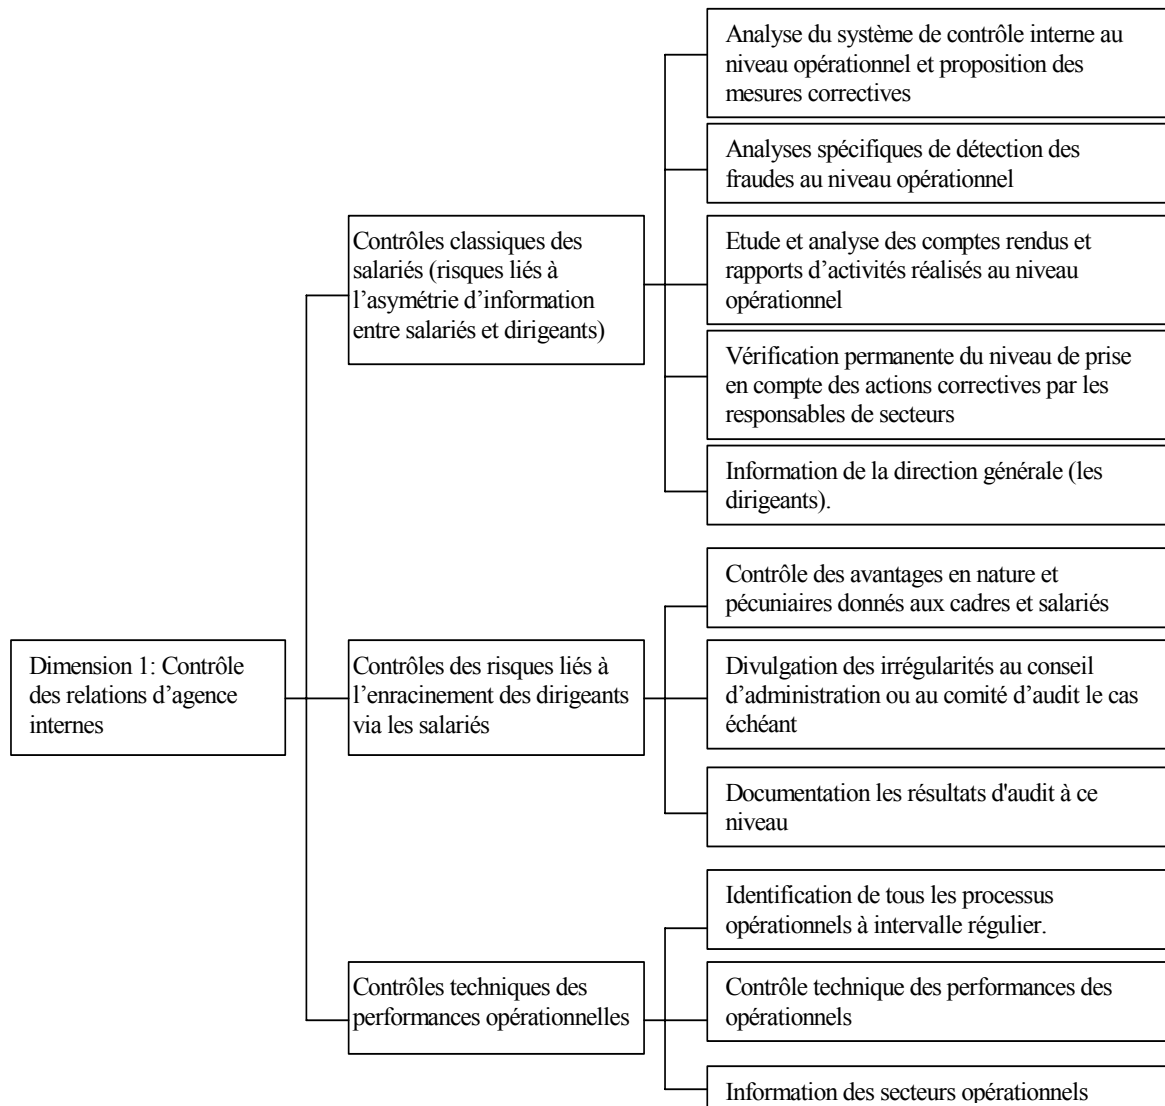 Analyse du système de contrôle interne au
niveau opérationnel et proposition des
mesures correctives
Analyses spécifiques de détection des
fraudes au niveau opérationnel
Contrôles classiques des
salariés (risques liés à
l’asymétrie d’information
entre salariés et dirigeants)
Etude et analyse des comptes rendus et
rapports d’activités réalisés au niveau
opérationnel
Vérification permanente du niveau de prise
en compte des actions correctives par les
responsables de secteurs
Information de la direction générale (les
dirigeants).
Contrôle des avantages en nature et
pécuniaires donnés aux cadres et salariés
Dimension 1: Contrôle
des relations d’agence
internes
Contrôles des risques liés à
l’enracinement des dirigeants
via les salariés
Divulgation des irrégularités au conseil
d’administration ou au comité d’audit le cas
échéant
Documentation les résultats d'audit à ce
niveau
Identification de tous les processus
opérationnels à intervalle régulier.
Contrôles techniques des
performances opérationnelles
Contrôle technique des performances des
opérationnels
Information des secteurs opérationnels